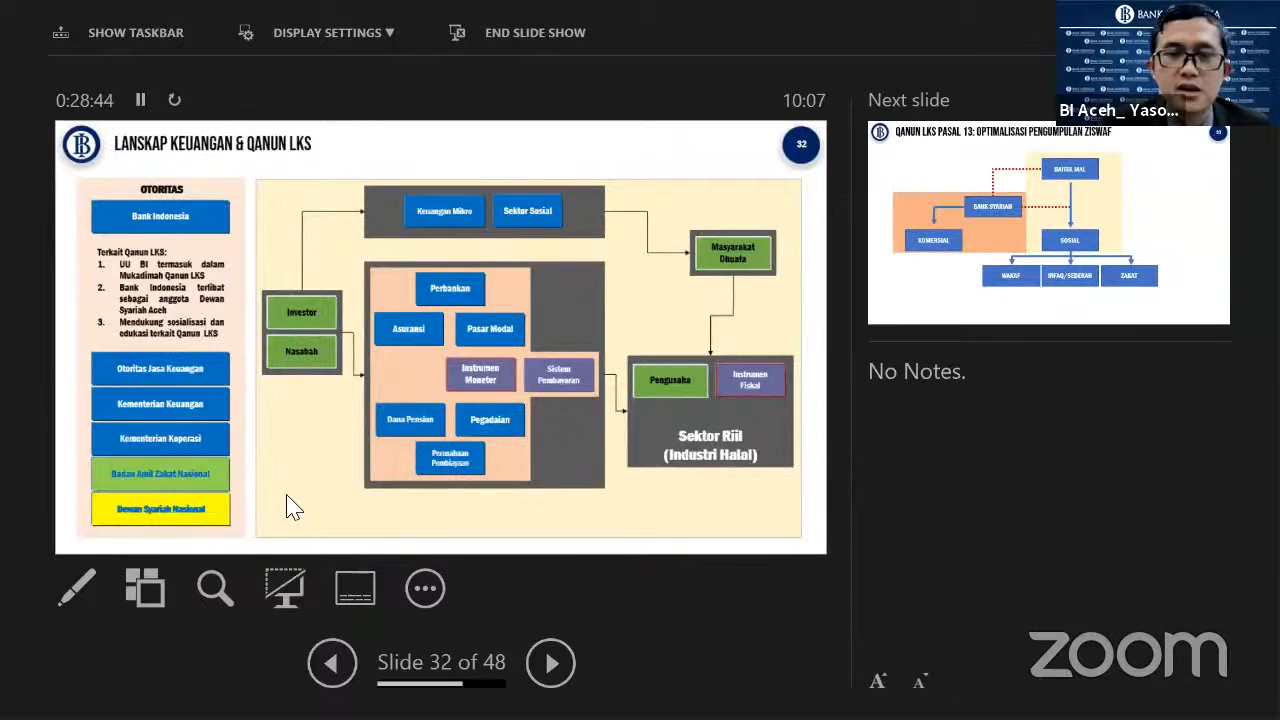 SHOW TASKBAR
DISPLAY SETTINGS ▼
END SLIDE SHOW
BANK
BI Aceh_ Yaso...
0:28:44
10:07
Next slide
LANSKAP KEUANGAN & QANUN LKS
32
OTORITAS
Bank Indonesia
Terkait Qanun LKS:
1. UU BI termasuk dalam
Mukadimah Qanun LKS
2. Bank Indonesia terlibat
sebagai anggota Dewan
Syariah Aceh
3. Mendukung sosialisasi dan
edukasi terkait Qanun LKS
Otoritas Jasa Keuangan
Kementerian Keuangan
Kementerian Koperasi
Badan Amil Zakat Nasional
Dewan Syariah Nasional
Keuangan Mikro
Sektor Sosial
Masyarakat
Dhuafa
Investor
Nasabah
Perbankan
Asuransi
Pasar Modal
Instrumen
Moneter
Sistem
Pembayaran
Dana Pensiun
Pegadaian
Perusahaan
Pembiayaan
Pengusaha
Instrumen
Fiskal
Sektor Riil
(Industri Halal)
QANUN LKS PASAL 13: OPTIMALISASI PENGUMPULAN ZISWAF
33
BAITUL MAL
BANK SYARIAH
KOMERSIAL
SOSIAL
WAKAF
INFAQ/SEDEKAH
ZAKAT
No Notes.
Slide 32 of 48
A A
zoom